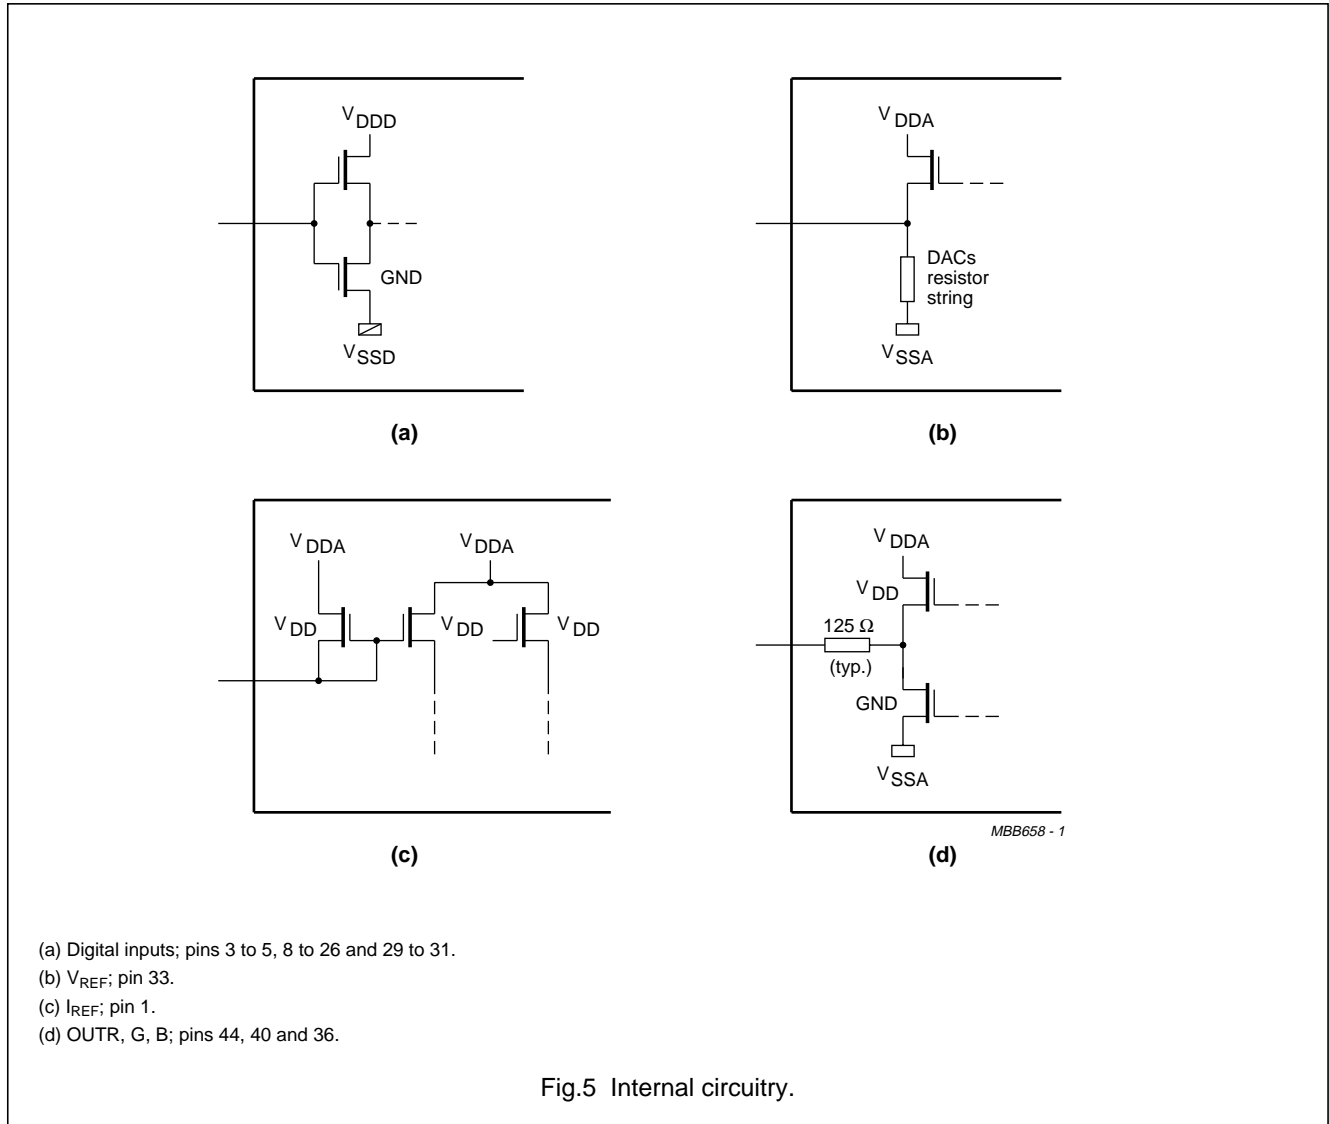 V DDD
GND
V SSD
(a)
V DDA
DACs
resistor
string
V SSA
(b)
V DDA
V DDA
V DD
V DD
V DD
(c)
V DDA
V DD
125 Ω
(typ.)
GND
V SSA
MBB658 - 1
(d)
(a) Digital inputs; pins 3 to 5, 8 to 26 and 29 to 31.
(b) VREF; pin 33.
(c) IREF; pin 1.
(d) OUTR, G, B; pins 44, 40 and 36.
Fig.5 Internal circuitry.